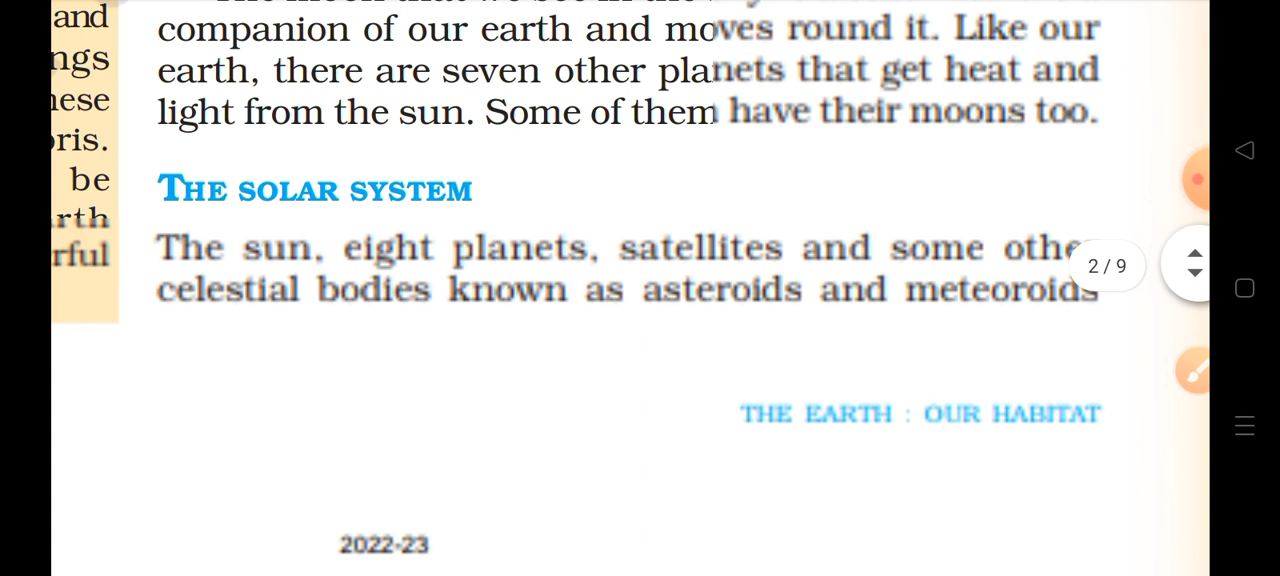 and
companion of our earth and moves round it. Like our
earth, there are seven other planets that get heat and
light from the sun. Some of them have their moons too.
ris.
be
rth
rful
THE SOLAR SYSTEM
The sun, eight planets, satellites and some othe
celestial bodies known as asteroids and meteoroids
2/9
THE EARTH : OUR HABITAT
2022-23